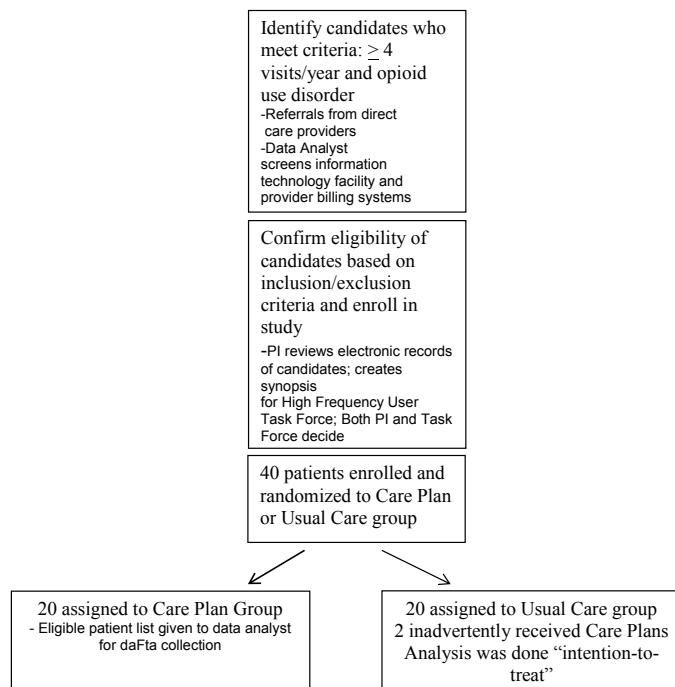 Identify candidates who
meet criteria: ≥ 4
visits/year and opioid
use disorder
-Referrals from direct
care providers
-Data Analyst
screens information
technology facility and
provider billing systems
Confirm eligibility of
candidates based on
inclusion/exclusion
criteria and enroll in
study
-PI reviews electronic records
of candidates; creates
synopsis
for High Frequency User
Task Force; Both PI and Task
Force decide
40 patients enrolled and
randomized to Care Plan
or Usual Care group
20 assigned to Care Plan Group
- Eligible patient list given to data analyst
for daFta collection
20 assigned to Usual Care group
2 inadvertently received Care Plans
Analysis was done “intention-to-
treat”